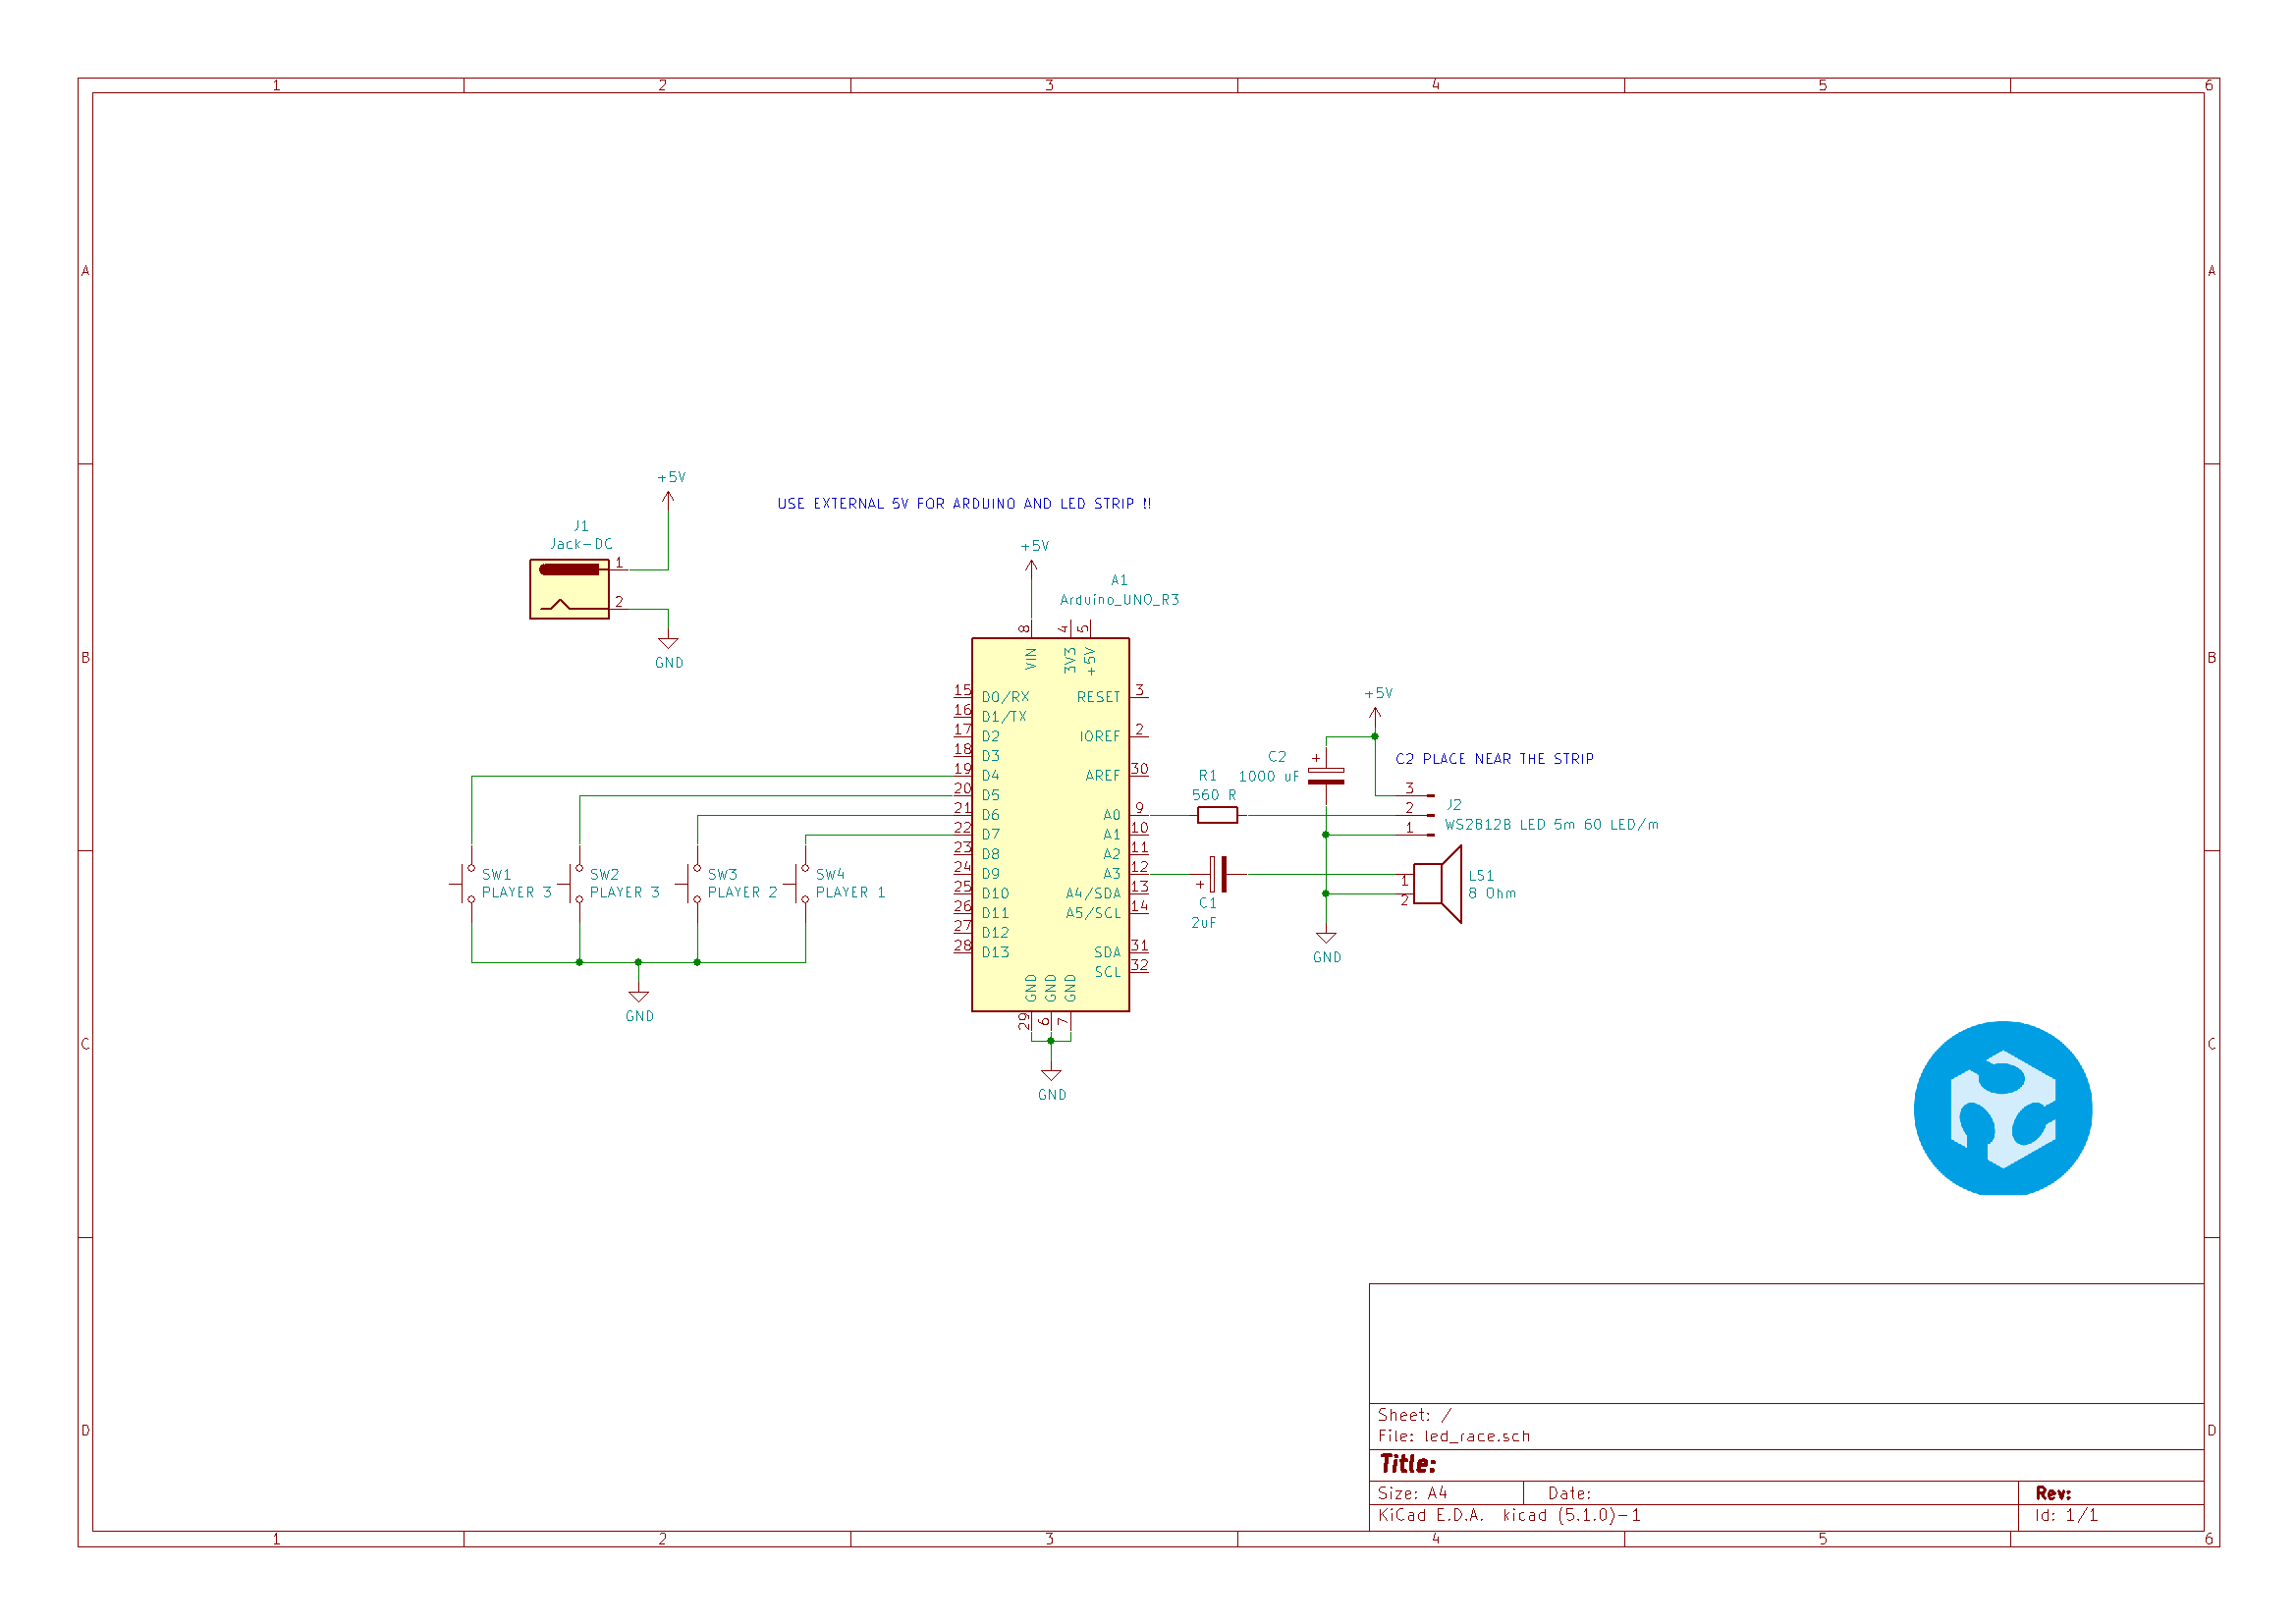 1 2 3 4 5 6
A A
+5V
USE EXTERNAL 5V FOR ARDUINO AND LED STRIP !!
J1
Jack-DC
1
2
GND
+5V
A1
Arduino_UNO_R3
8 4 5
VIN 3V3 +5V
B B
15 D0/RX RESET 3
16 D1/TX
17 D2 IOREF 2
18 D3
19 D4 AREF 30
20 D5
21 D6 A0 9
22 D7 A1 10
23 D8 A2 11
24 D9 A3 12
25 D10 A4/SDA 13
26 D11 A5/SCL 14
27 D12
28 D13 SDA 31
SCL 32
GND GND GND
29 6 7
GND
+5V
C2 PLACE NEAR THE STRIP
C2
1000 uF
+
R1
560 R
3
2
1
J2
WS2B12B LED 5m 60 LED/m
+
C1
2uF
1
2
LS1
8 Ohm
GND
SW1
PLAYER 3
SW2
PLAYER 3
SW3
PLAYER 2
SW4
PLAYER 1
GND
C C
D D
Sheet: /
File: led_race.sch
Title:
Size: A4 Date: Rev:
KiCad E.D.A. kicad (5.1.0)-1 Id: 1/1
1 2 3 4 5 6